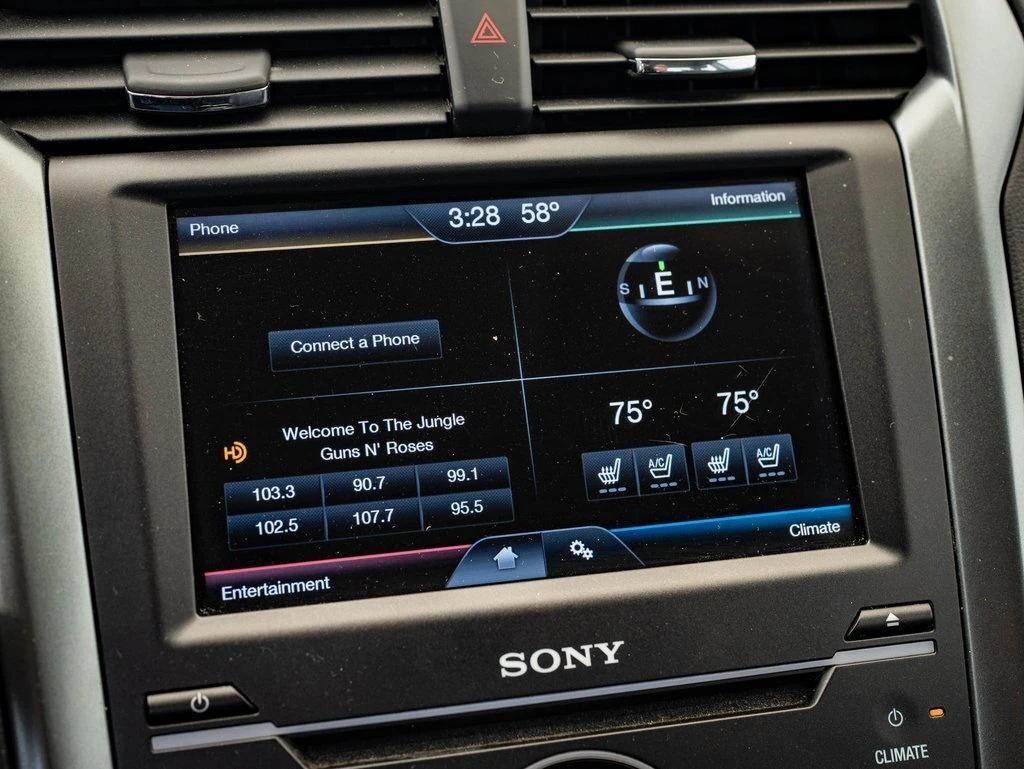 Phone
3:28 58°
Information
S E N
Connect a Phone
HD
Welcome To The Jungle
Guns N' Roses
103.3 90.7 99.1
102.5 107.7 95.5
75° 75°
A/C A/C
Entertainment
Climate
SONY
CLIMATE